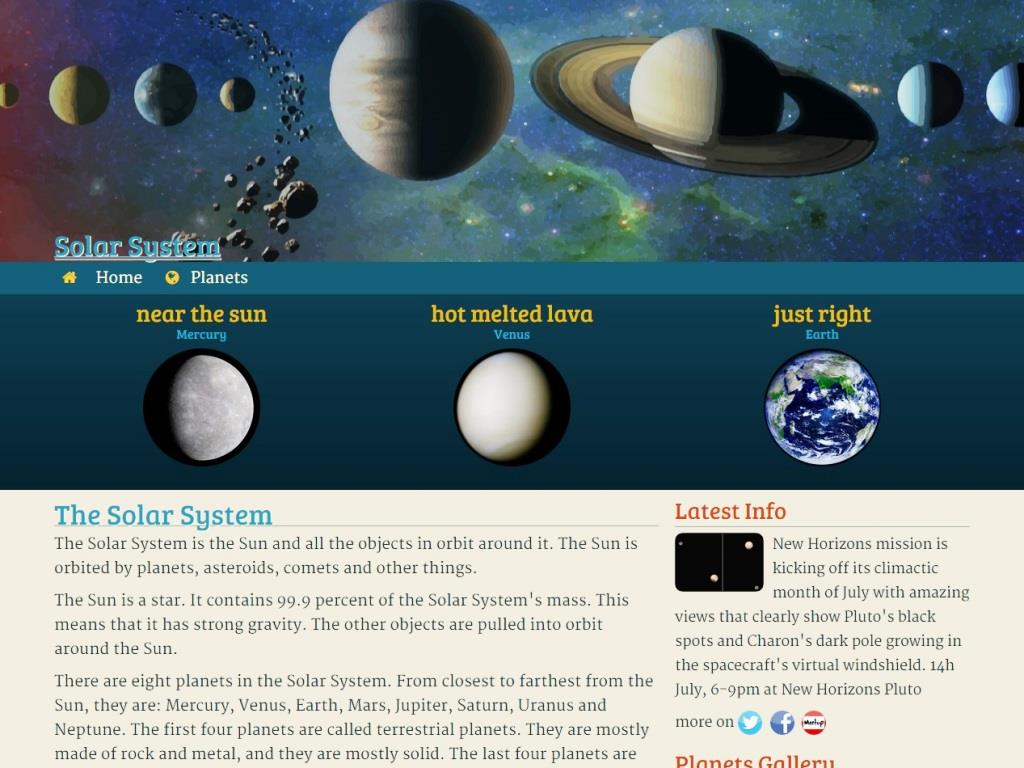 Solar System
Home Planets
near the sun
Mercury
hot melted lava
Venus
just right
Earth
The Solar System
The Solar System is the Sun and all the objects in orbit around it. The Sun is
orbited by planets, asteroids, comets and other things.
The Sun is a star. It contains 99.9 percent of the Solar System's mass. This
means that it has strong gravity. The other objects are pulled into orbit
around the Sun.
There are eight planets in the Solar System. From closest to farthest from the
Sun, they are: Mercury, Venus, Earth, Mars, Jupiter, Saturn, Uranus and
Neptune. The first four planets are called terrestrial planets. They are mostly
made of rock and metal, and they are mostly solid. The last four planets are
Latest Info
New Horizons mission is
kicking off its climactic
month of July with amazing
views that clearly show Pluto's black
spots and Charon's dark pole growing in
the spacecraft's virtual windshield. 14h
July, 6-9pm at New Horizons Pluto
more on
Meetup
Planets Gallery